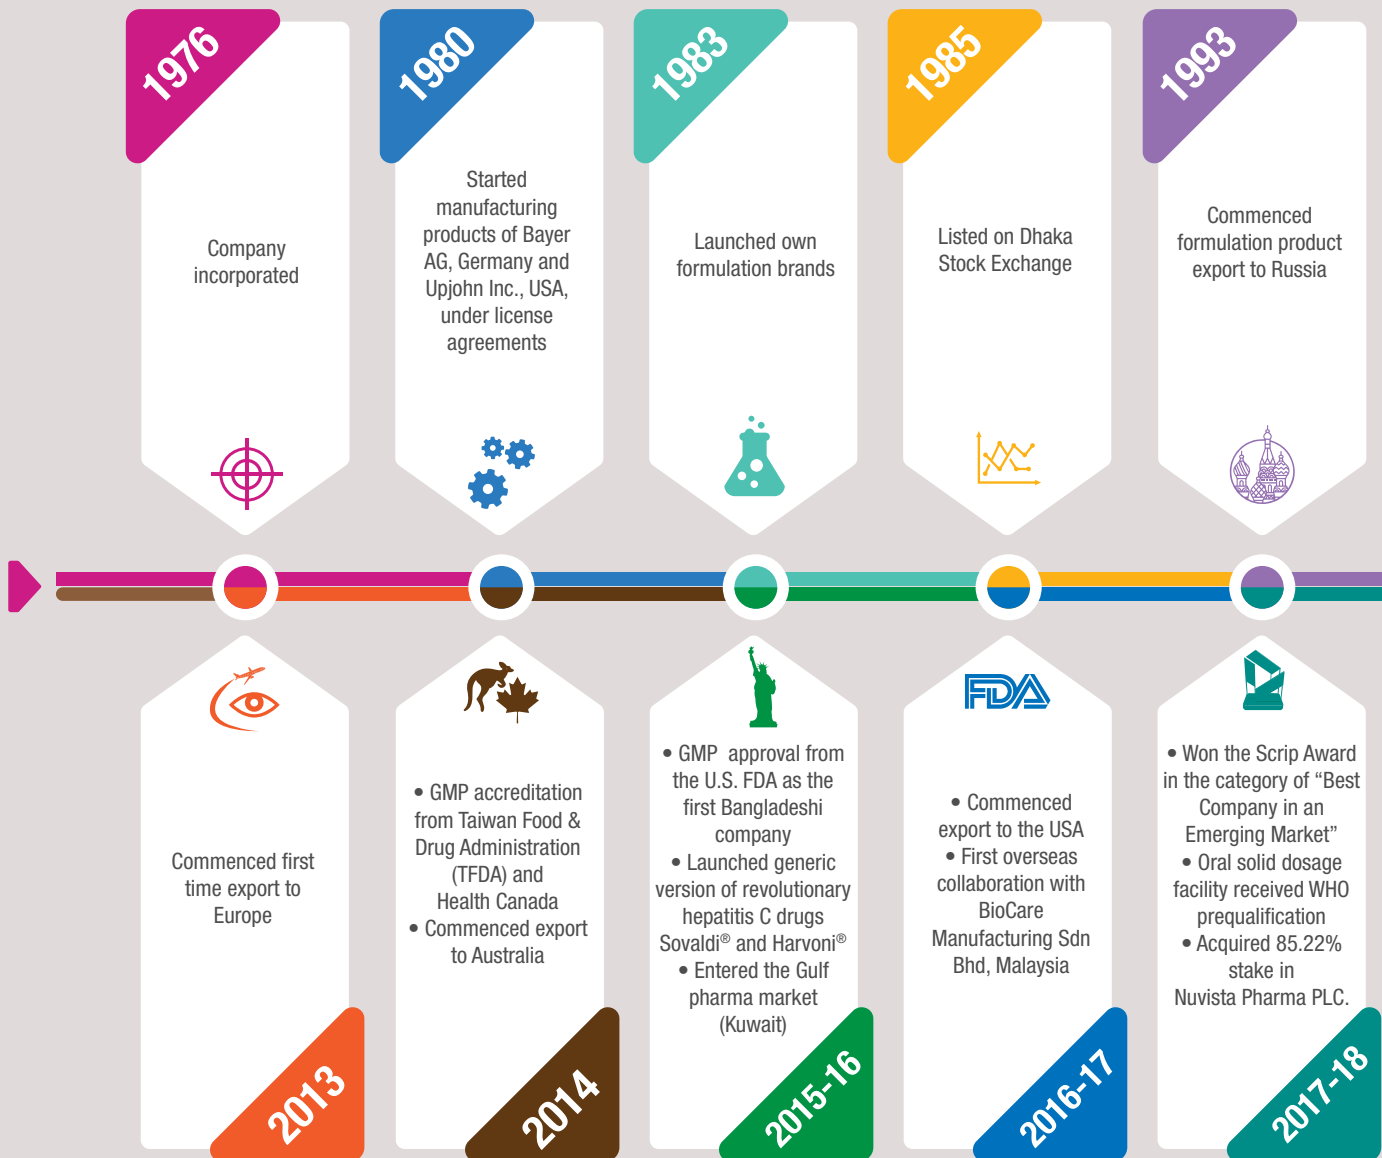 1976
Company
incorporated
1980
Started
manufacturing
products of Bayer
AG, Germany and
Upjohn Inc., USA,
under license
agreements
1983
Launched own
formulation brands
1985
Listed on Dhaka
Stock Exchange
1993
Commenced
formulation product
export to Russia
Commenced first
time export to
Europe
2013
• GMP accreditation
from Taiwan Food &
Drug Administration
(TFDA) and
Health Canada
• Commenced export
to Australia
2014
• GMP approval from
the U.S. FDA as the
first Bangladeshi
company
• Launched generic
version of revolutionary
hepatitis C drugs
Sovaldi® and Harvoni®
• Entered the Gulf
pharma market
(Kuwait)
2015-16
FDA
• Commenced
export to the USA
• First overseas
collaboration with
BioCare
Manufacturing Sdn
Bhd, Malaysia
2016-17
• Won the Scrip Award
in the category of “Best
Company in an
Emerging Market”
• Oral solid dosage
facility received WHO
prequalification
• Acquired 85.22%
stake in
Nuvista Pharma PLC.
2017-18